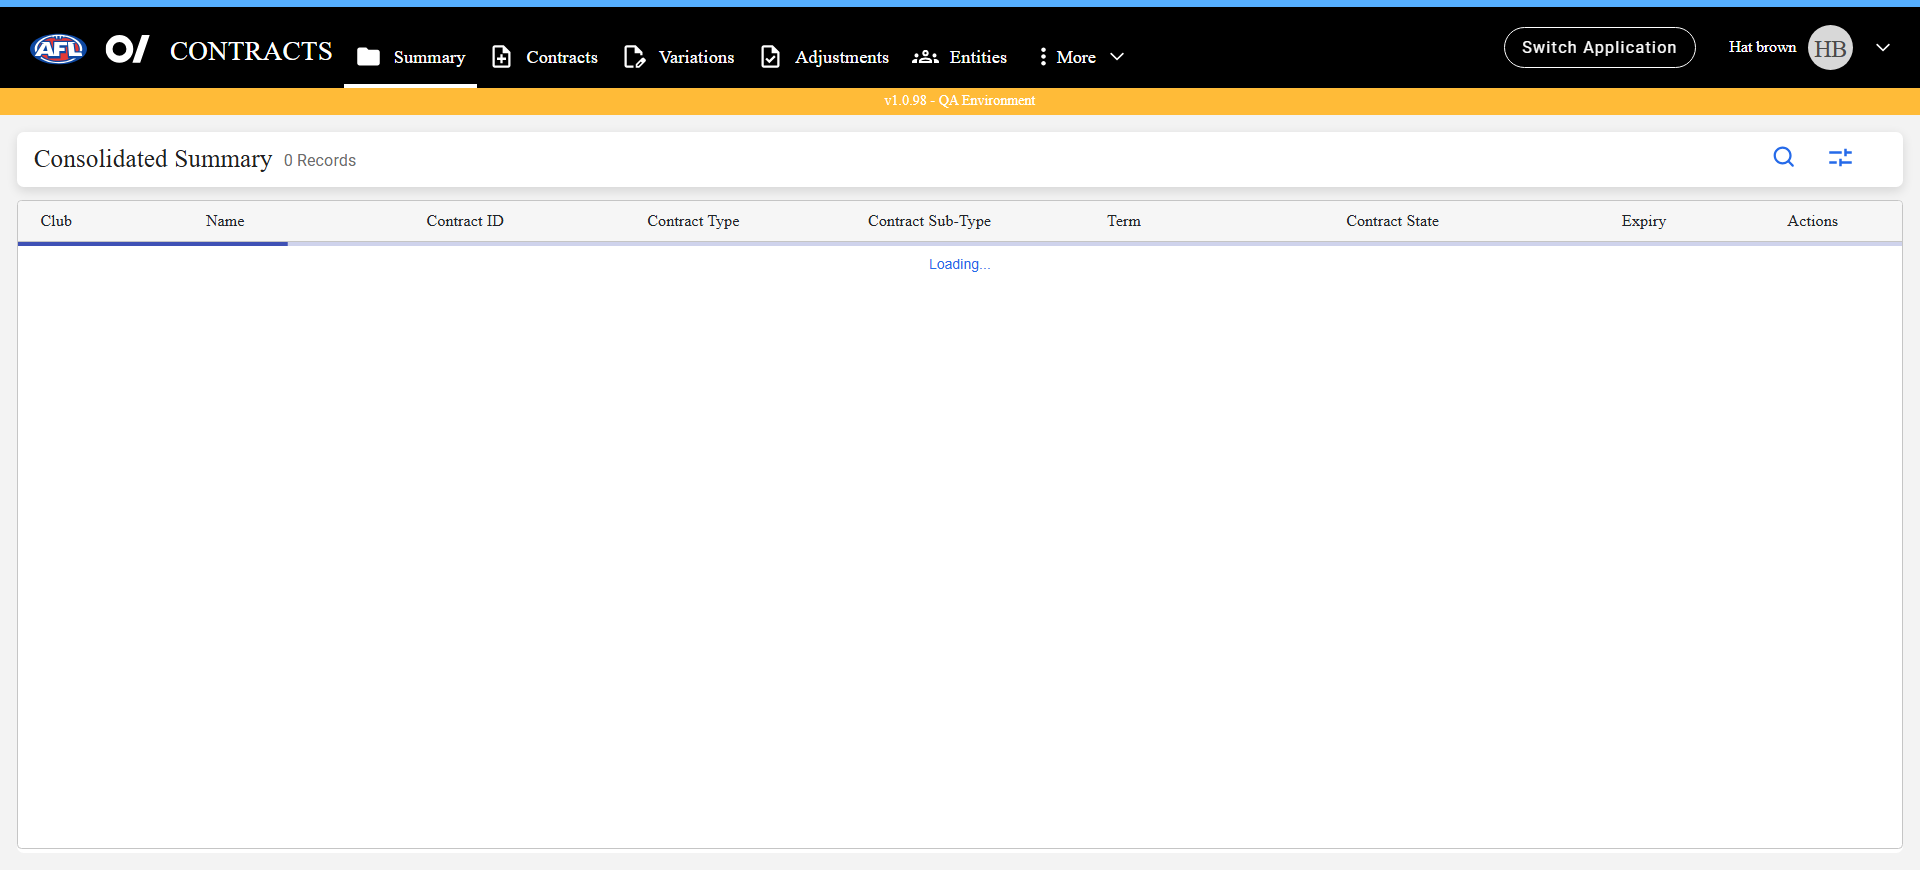 AFL O/ CONTRACTS Summary Contracts Variations Adjustments Entities More Switch Application Hat brown HB
v1.0.98 - QA Environment
Consolidated Summary 0 Records
Club Name Contract ID Contract Type Contract Sub-Type Term Contract State Expiry Actions
Loading...